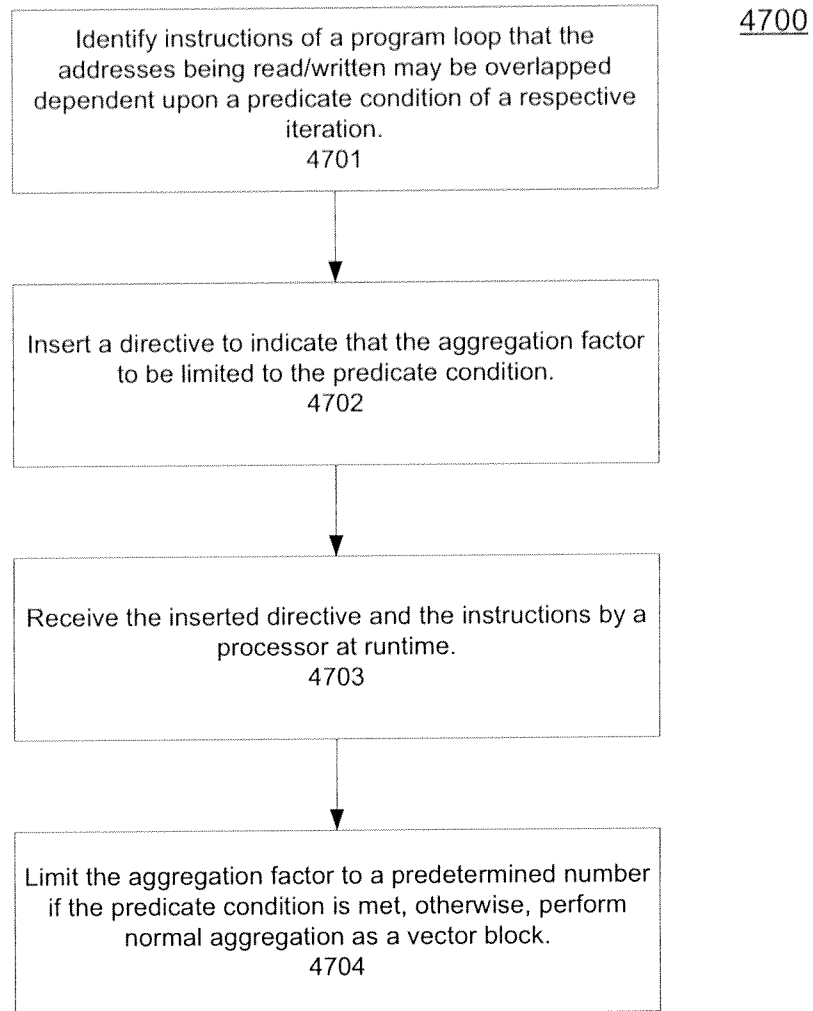 4700
Identify instructions of a program loop that the
addresses being read/written may be overlapped
dependent upon a predicate condition of a respective
iteration.
4701
Insert a directive to indicate that the aggregation factor
to be limited to the predicate condition.
4702
Receive the inserted directive and the instructions by a
processor at runtime.
4703
Limit the aggregation factor to a predetermined number
if the predicate condition is met, otherwise, perform
normal aggregation as a vector block.
4704